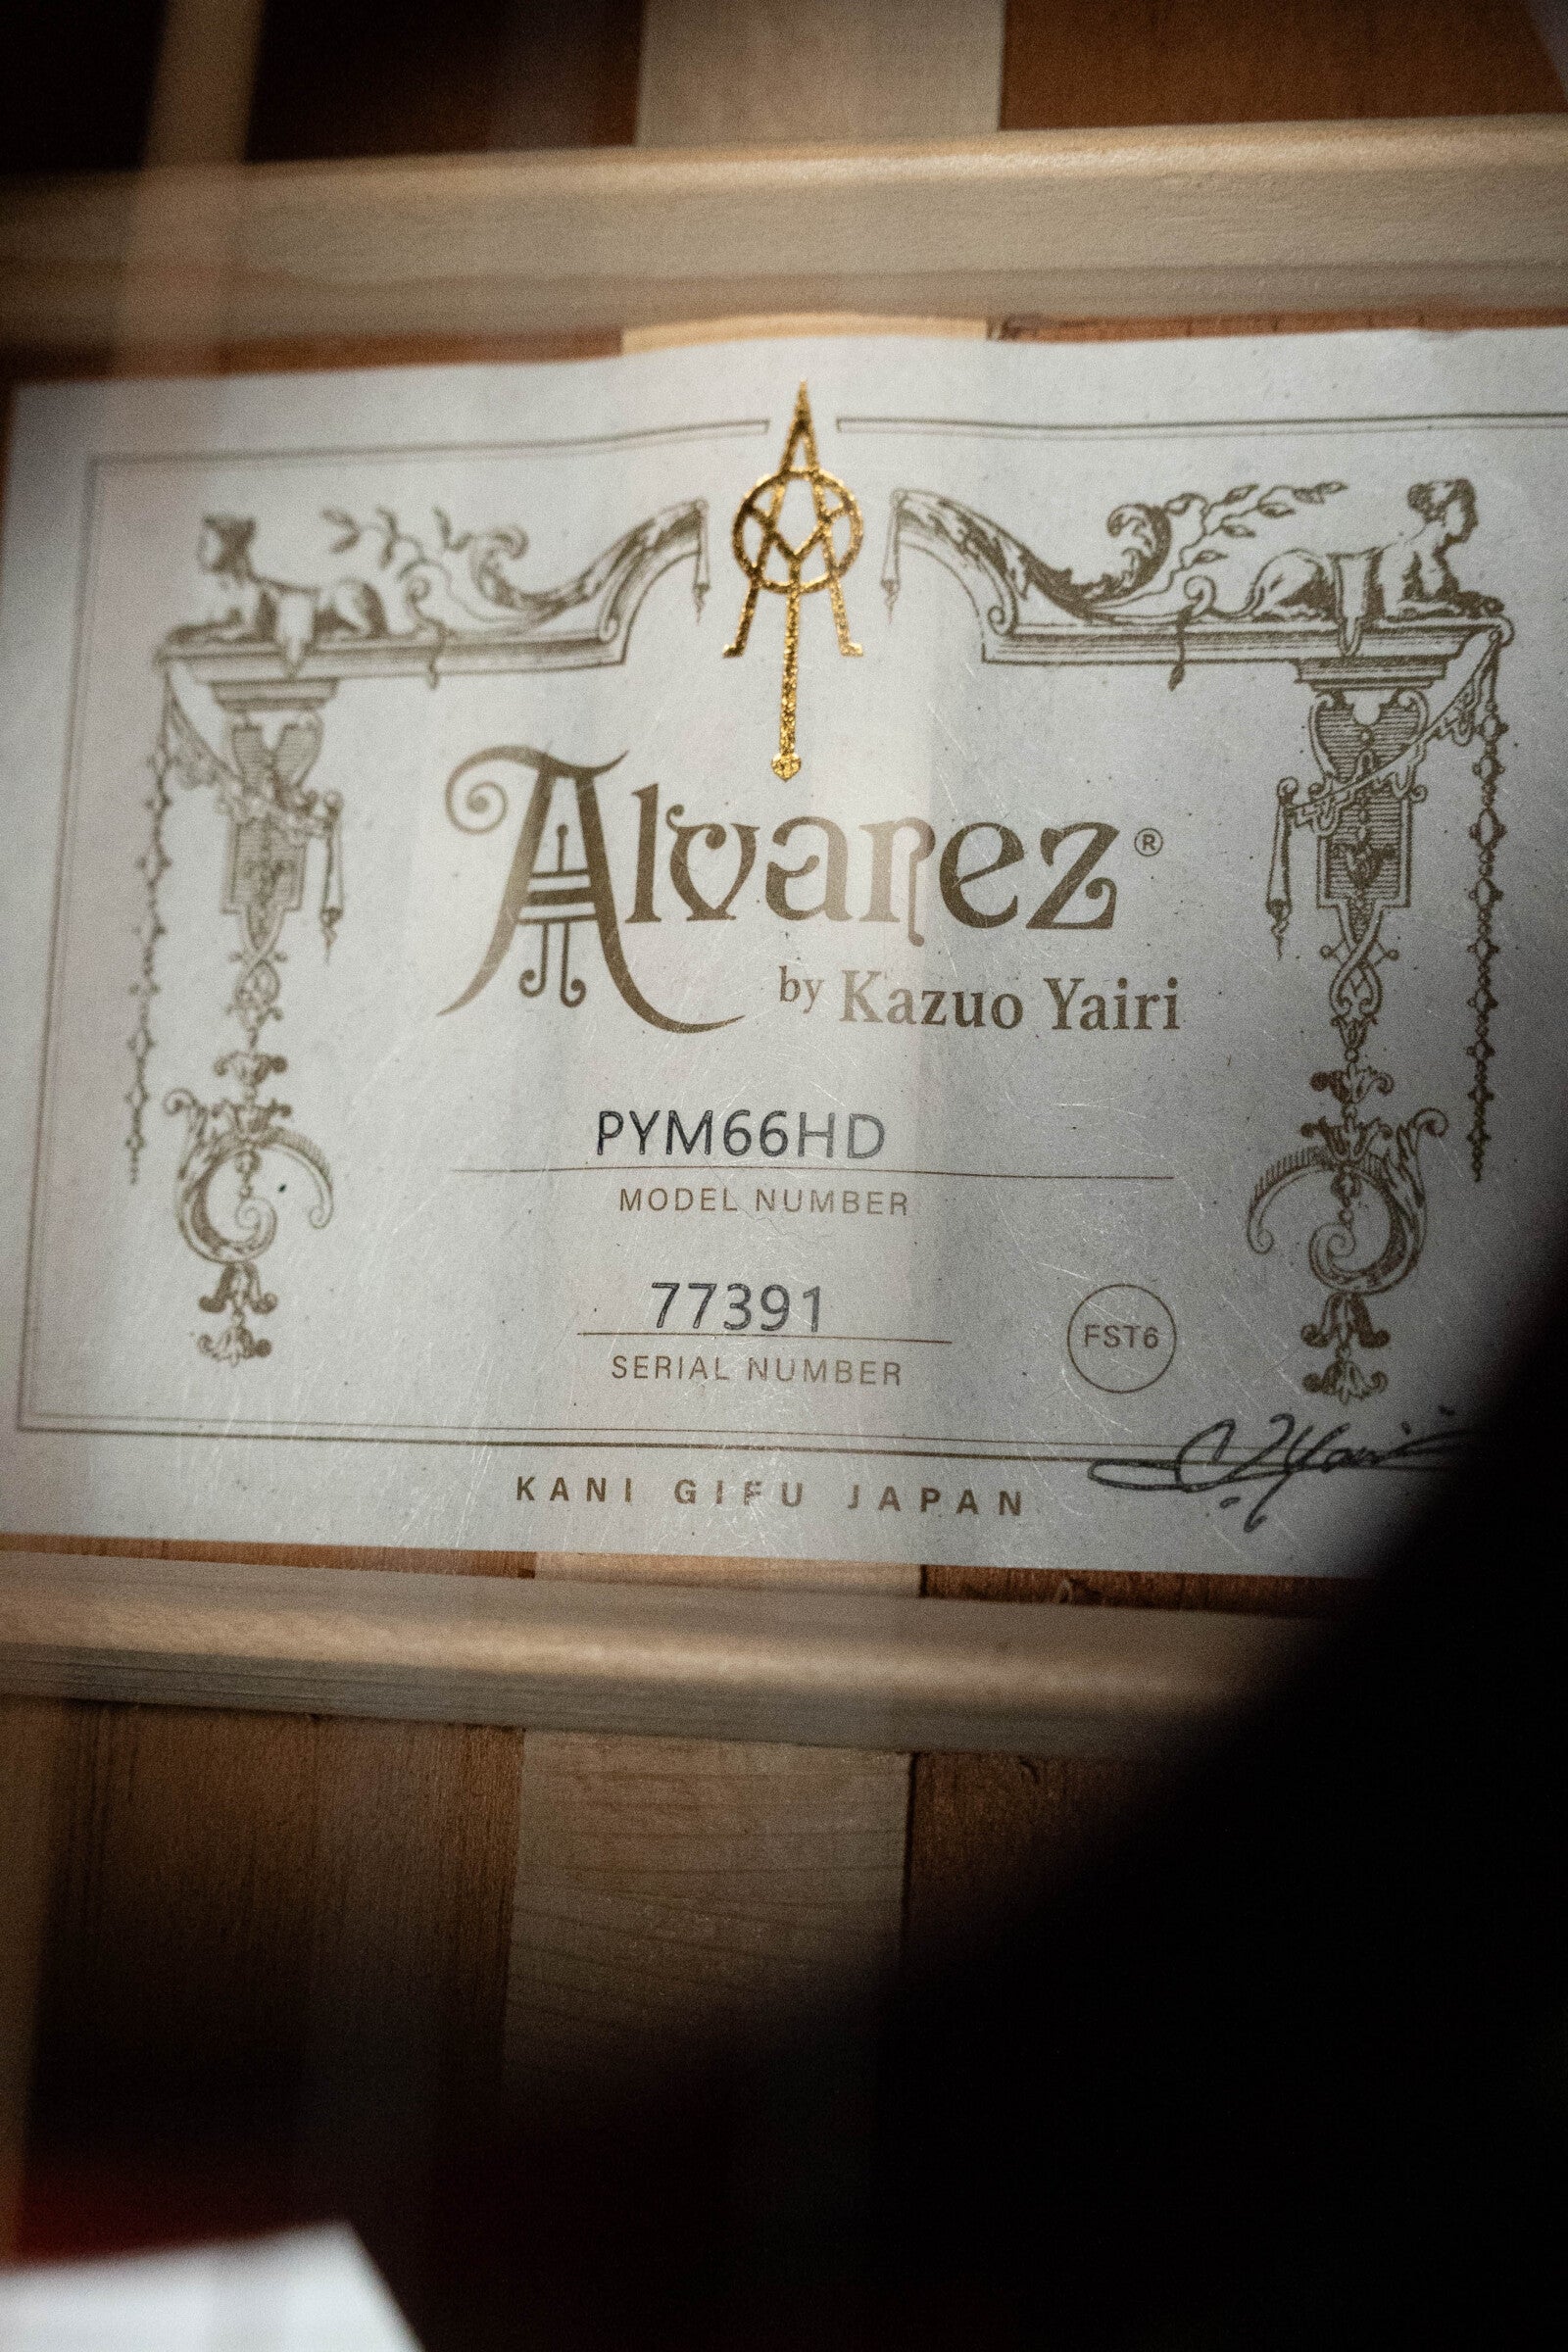 Alvarez®
by Kazuo Yairi
PYM66HD
MODEL NUMBER
77391
SERIAL NUMBER
FST6
KANI GIFU JAPAN